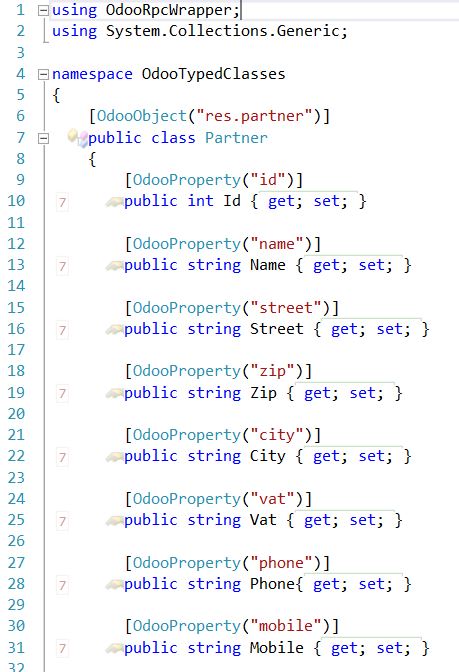 1 using OdooRpcWrapper;
2 using System.Collections.Generic;
3
4 namespace OdooTypedClasses
5 {
6 [OdooObject("res.partner")]
7 public class Partner
8 {
9 [OdooProperty("id")]
10 7 public int Id { get; set; }
11
12 [OdooProperty("name")]
13 7 public string Name { get; set; }
14
15 [OdooProperty("street")]
16 7 public string Street { get; set; }
17
18 [OdooProperty("zip")]
19 7 public string Zip { get; set; }
20
21 [OdooProperty("city")]
22 7 public string City { get; set; }
23
24 [OdooProperty("vat")]
25 7 public string Vat { get; set; }
26
27 [OdooProperty("phone")]
28 7 public string Phone{ get; set; }
29
30 [OdooProperty("mobile")]
31 7 public string Mobile { get; set; }
32